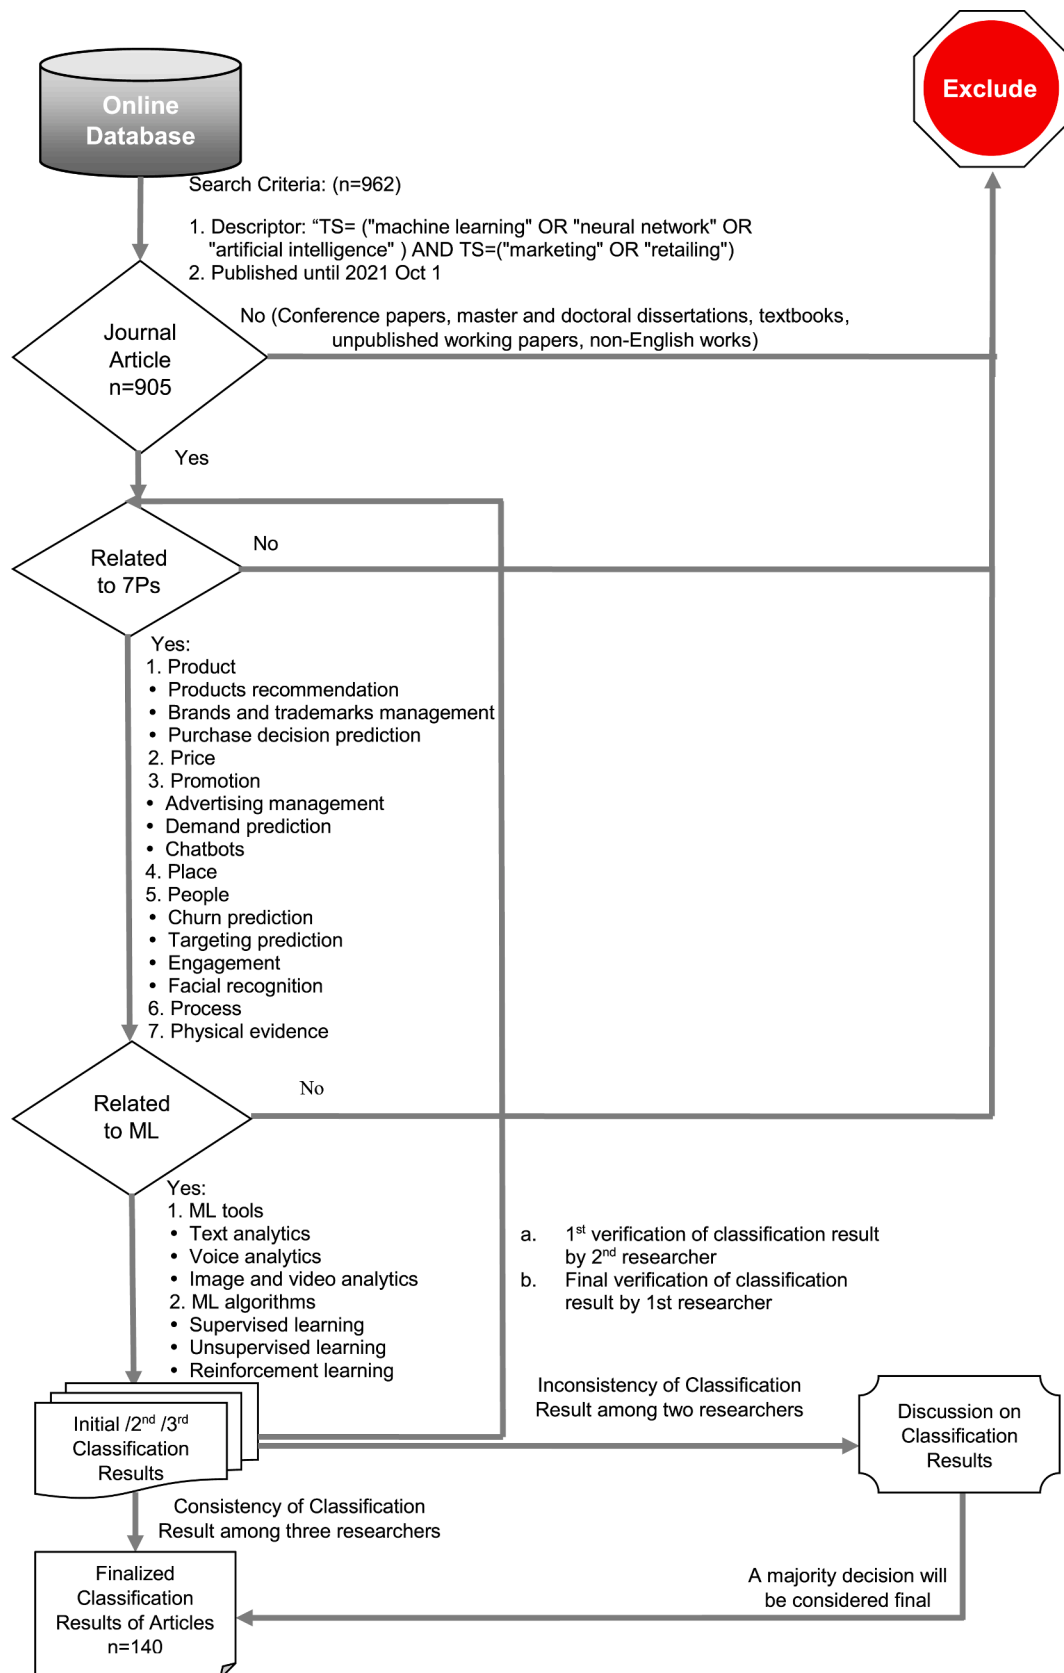 Online
Database
Exclude
Search Criteria: (n=962)
1. Descriptor: “TS= ("machine learning" OR "neural network" OR
"artificial intelligence" ) AND TS=("marketing" OR "retailing")
2. Published until 2021 Oct 1
Journal
Article
n=905
No (Conference papers, master and doctoral dissertations, textbooks,
unpublished working papers, non-English works)
Yes
Related
to 7Ps
No
Yes:
1. Product
• Products recommendation
• Brands and trademarks management
• Purchase decision prediction
2. Price
3. Promotion
• Advertising management
• Demand prediction
• Chatbots
4. Place
5. People
• Churn prediction
• Targeting prediction
• Engagement
• Facial recognition
6. Process
7. Physical evidence
Related
to ML
No
Yes:
1. ML tools
• Text analytics
• Voice analytics
• Image and video analytics
2. ML algorithms
• Supervised learning
• Unsupervised learning
• Reinforcement learning
a. 1st verification of classification result
by 2nd researcher
b. Final verification of classification
result by 1st researcher
Initial /2nd /3rd
Classification
Results
Inconsistency of Classification
Result among two researchers
Discussion on
Classification
Results
Consistency of Classification
Result among three researchers
Finalized
Classification
Results of Articles
n=140
A majority decision will
be considered final